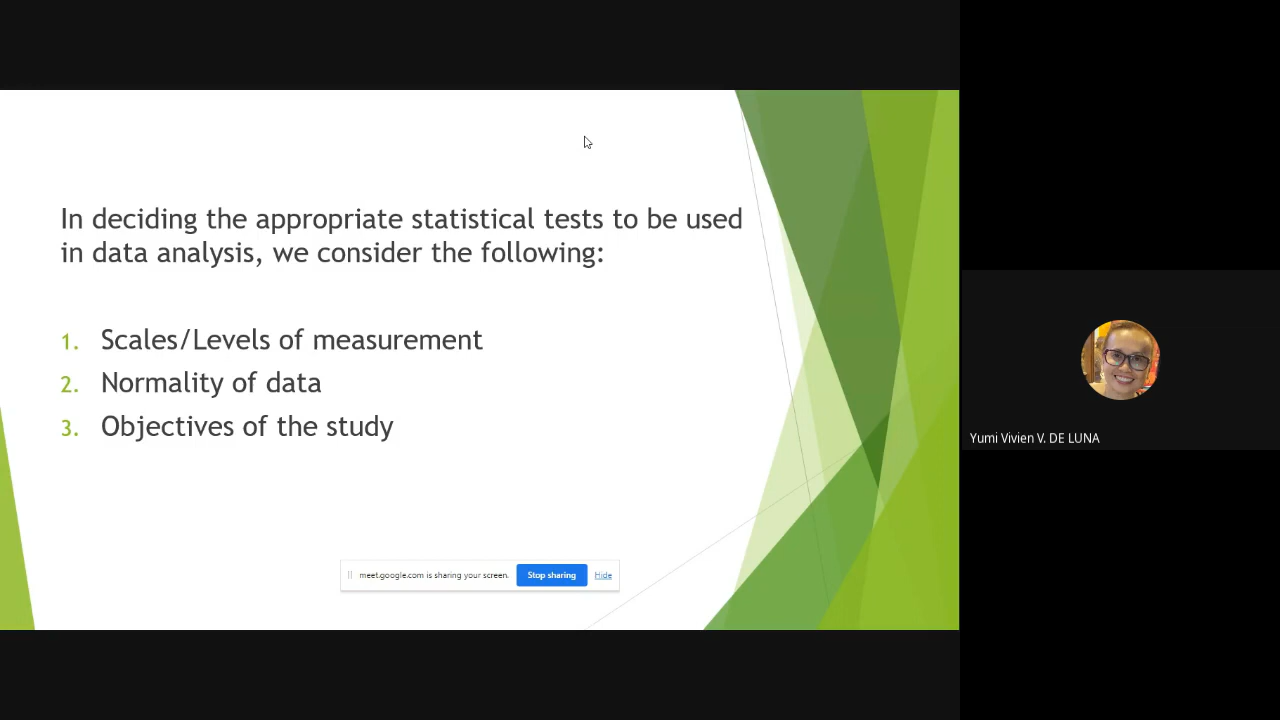 In deciding the appropriate statistical tests to be used
in data analysis, we consider the following:
1. Scales/Levels of measurement
2. Normality of data
3. Objectives of the study
meet.google.com is sharing your screen. Stop sharing Hide
Yumi Vivien V. DE LUNA